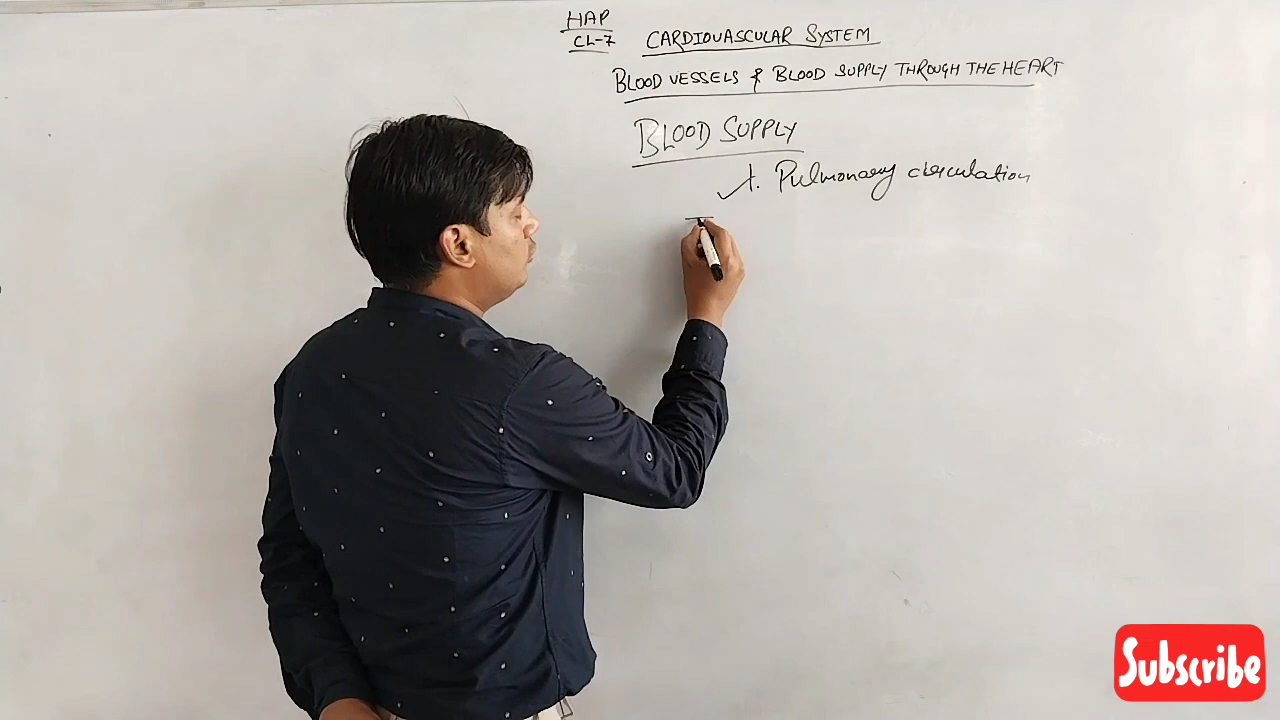 HAP
CL-7
CARDIOVASCULAR SYSTEM
BLOOD VESSELS & BLOOD SUPPLY THROUGH THE HEART
BLOOD SUPPLY
1. Pulmonary circulation
Subscribe